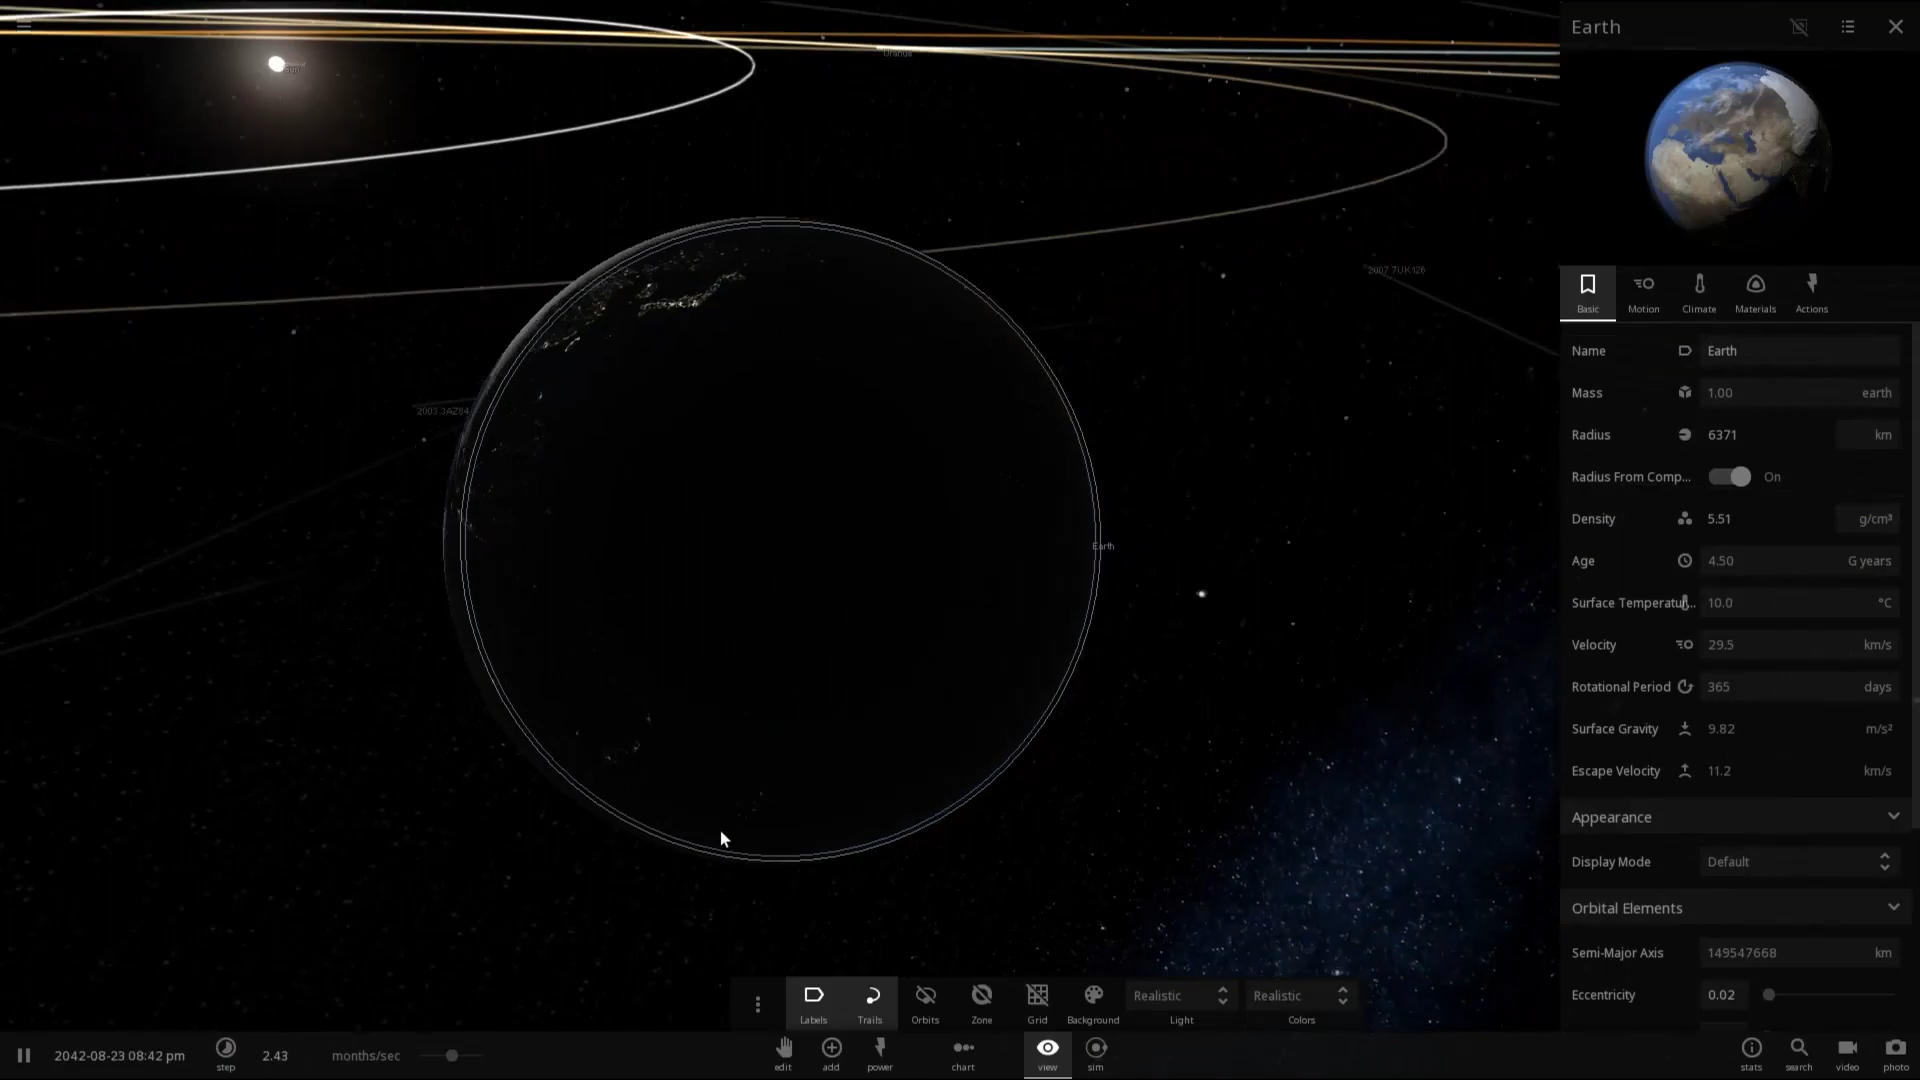 Earth
Sun
Uranus
2007 7UK126
2003 3AZ84
Earth
Basic
Motion
Climate
Materials
Actions
Name Earth
Mass 1.00 earth
Radius 6371 km
Radius From Comp... On
Density 5.51 g/cm³
Age 4.50 G years
Surface Temperatur... 10.0 °C
Velocity 29.5 km/s
Rotational Period 365 days
Surface Gravity 9.82 m/s²
Escape Velocity 11.2 km/s
Appearance
Display Mode Default
Orbital Elements
Semi-Major Axis 149547668 km
Eccentricity 0.02
Labels
Trails
Orbits
Zone
Grid
Background
Realistic
Light
Realistic
Colors
2042-08-23 08:42 pm
step
2.43 months/sec
edit
add
power
chart
view
sim
stats
search
video
photo